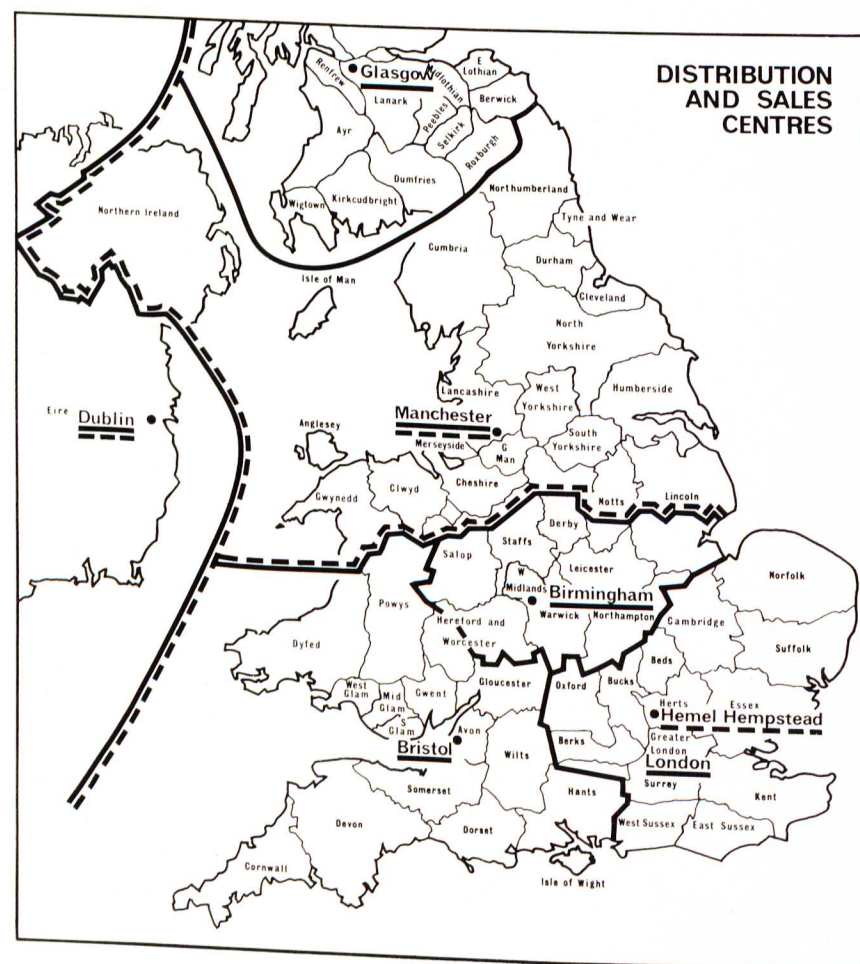 DISTRIBUTION
AND SALES
CENTRES
Glasgow
Renfrew
Lanark
Midlothian
E
Lothian
Berwick
Peebles
Selkirk
Roxburgh
Ayr
Dumfries
Kirkcudbright
Wigtown
Northern Ireland
Isle of Man
Northumberland
Tyne and Wear
Cumbria
Durham
Cleveland
North
Yorkshire
Lancashire
West
Yorkshire
Humberside
Eire
Dublin
Manchester
Merseyside
G
Man
South
Yorkshire
Anglesey
Gwynedd
Clwyd
Cheshire
Notts
Lincoln
Derby
Staffs
Salop
Leicester
W
Midlands
Birmingham
Warwick
Northampton
Norfolk
Cambridge
Suffolk
Powys
Hereford and
Worcester
Dyfed
West
Glam
Mid
Glam
S
Glam
Gwent
Gloucester
Oxford
Bucks
Beds
Herts
Essex
Hemel Hempstead
Greater
London
London
Bristol
Avon
Wilts
Berks
Surrey
Kent
Somerset
Hants
West Sussex
East Sussex
Devon
Dorset
Cornwall
Isle of Wight